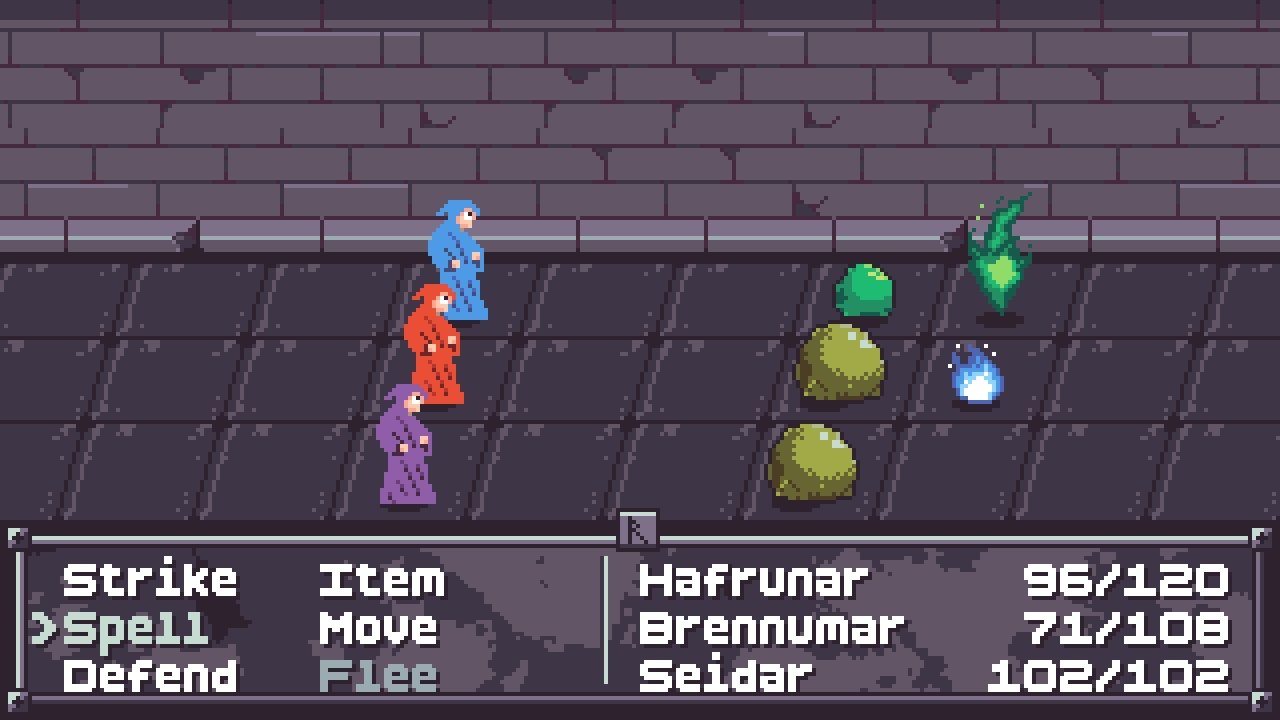 Strike Item
>Spell Move
Defend Flee
Hafrunar 96/120
Brennumar 71/108
Seidar 102/102